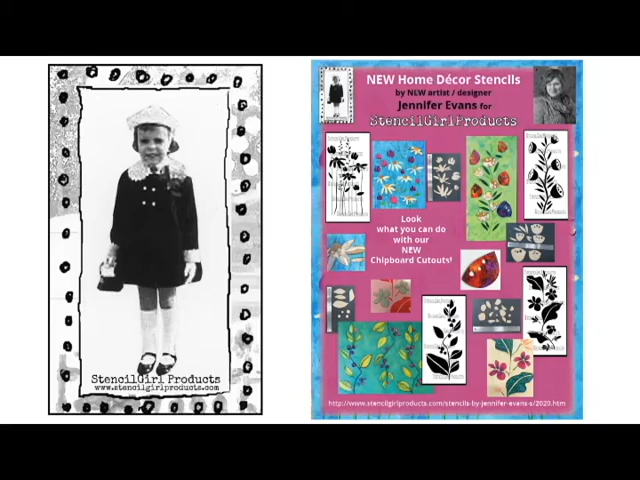 StencilGirl Products
www.stencilgirlproducts.com
NEW Home Décor Stencils
by NEW artist / designer
Jennifer Evans for
StencilGirlProducts
Look
what you can do
with our
NEW
Chipboard Cutouts!
http://www.stencilgirlproducts.com/stencils-by-jennifer-evans-s/2020.htm